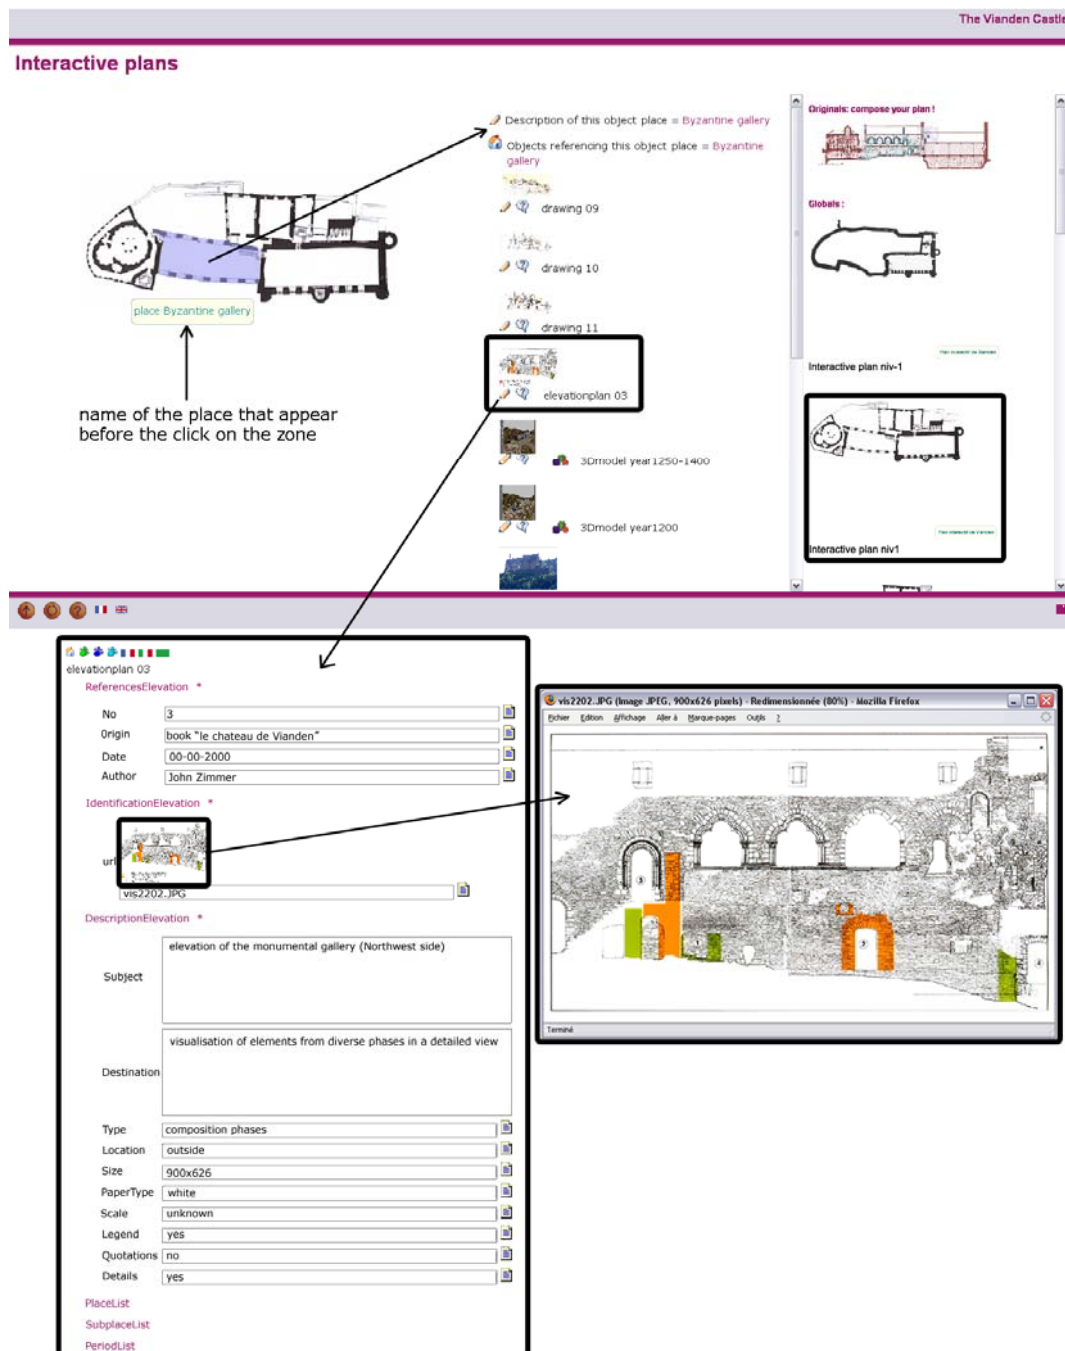 The Vianden Castle
Interactive plans
Description of this object place = Byzantine gallery
Objects referencing this object place = Byzantine
gallery
drawing 09
drawing 10
drawing 11
elevationplan 03
3Dmodel year1250-1400
3Dmodel year1200
place Byzantine gallery
name of the place that appear
before the click on the zone
Originals: compose your plan !
Globals :
Interactive plan niv-1
Interactive plan niv1
elevationplan 03
ReferencesElevation *
No 3
Origin book "le chateau de Vianden"
Date 00-00-2000
Author John Zimmer
IdentificationElevation *
url
vis2202.JPG
DescriptionElevation *
Subject elevation of the monumental gallery (Northwest side)
Destination visualisation of elements from diverse phases in a detailed view
Type composition phases
Location outside
Size 900x626
PaperType white
Scale unknown
Legend yes
Quotations no
Details yes
PlaceList
SubplaceList
PeriodList
vis2202.JPG (Image JPEG, 900x626 pixels) - Redimensionnée (80%) - Mozilla Firefox
Fichier Edition Affichage Aller à Marque-pages Outils ?
Terminé